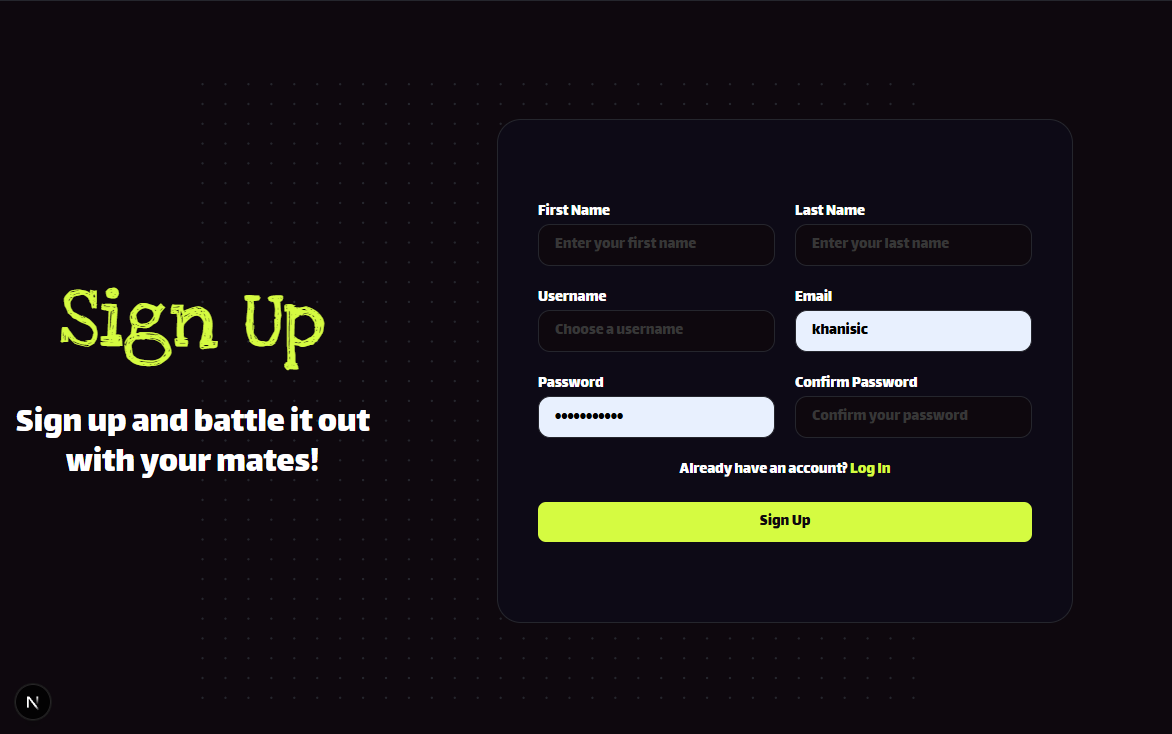 Sign Up
Sign up and battle it out
with your mates!
First Name
Last Name
Enter your first name
Enter your last name
Username
Email
Choose a username
khanisic
Password
Confirm Password
•••••••••••
Confirm your password
Already have an account? Log In
Sign Up
N